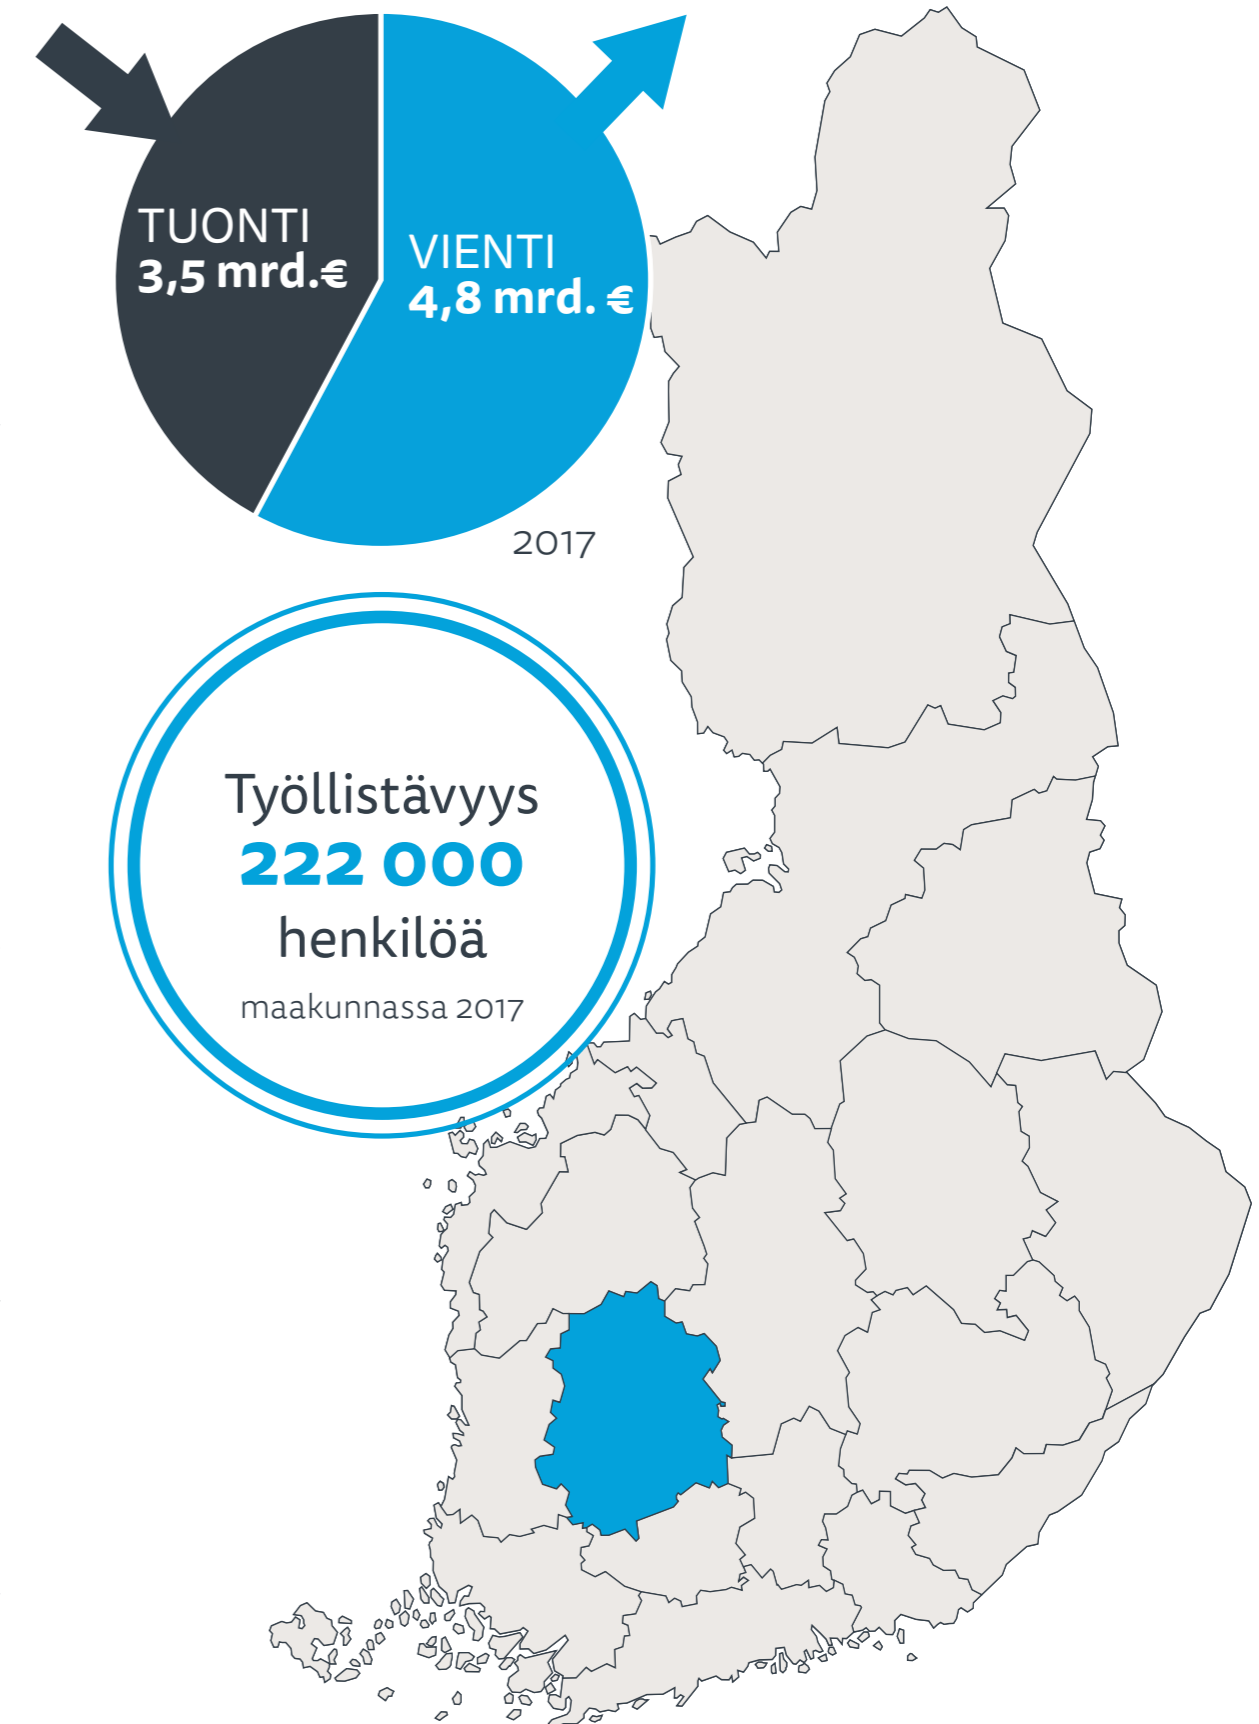 TUONTI
3,5 mrd.€
VIENTI
4,8 mrd. €
2017
Työllistävyys
222 000
henkilöä
maakunnassa 2017